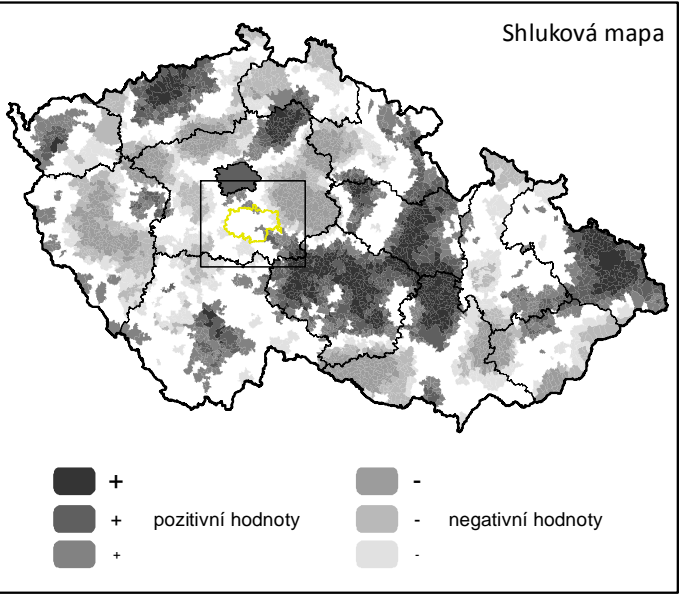 Shluková mapa
+ -
+ pozitivní hodnoty - negativní hodnoty
+ -